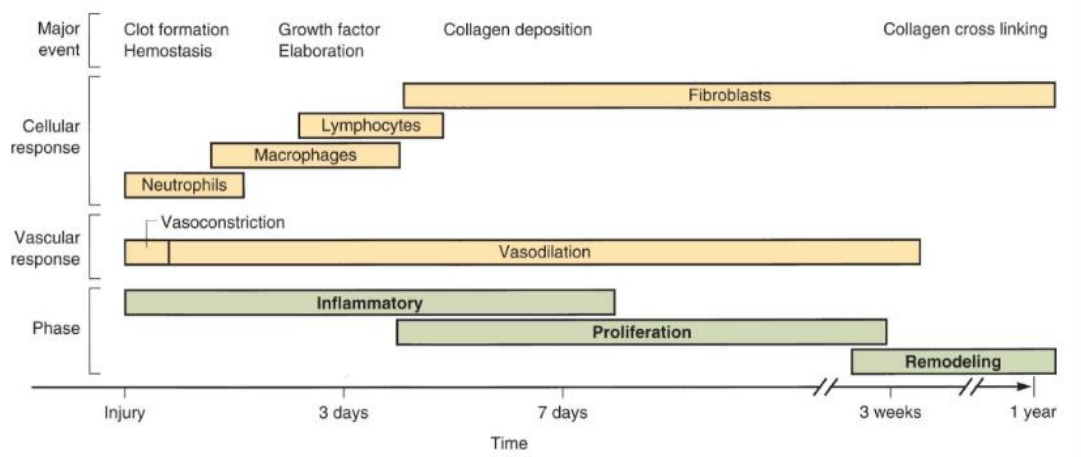 Major event
Clot formation
Hemostasis
Growth factor
Elaboration
Collagen deposition
Collagen cross linking
Cellular response
Fibroblasts
Lymphocytes
Macrophages
Neutrophils
Vascular response
Vasoconstriction
Vasodilation
Phase
Inflammatory
Proliferation
Remodeling
Injury
3 days
7 days
3 weeks
1 year
Time